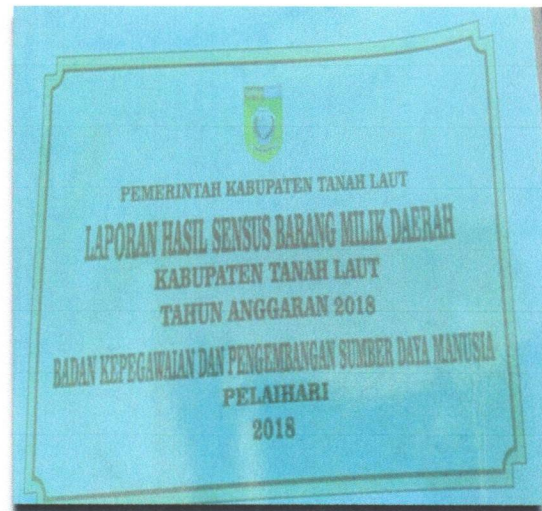 PEMERINTAH KABUPATEN TANAH LAUT
LAPORAN HASIL SENSUS BARANG MILIK DAERAH
KABUPATEN TANAH LAUT
TAHUN ANGGARAN 2018
BADAN KEPEGAWAIAN DAN PENGEMBANGAN SUMBER DAYA MANUSIA
PELAIHARI
2018